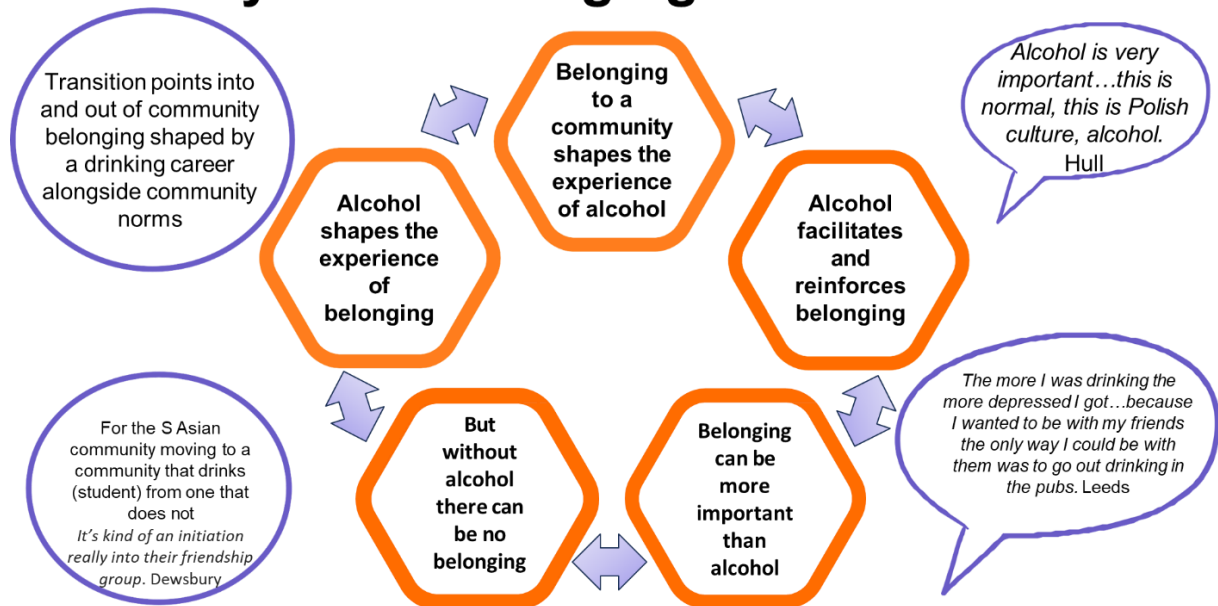 Transition points into
and out of community
belonging shaped by
a drinking career
alongside community
norms
Belonging
to a
community
shapes the
experience
of alcohol
Alcohol is very
important…this is
normal, this is Polish
culture, alcohol.
Hull
Alcohol
shapes the
experience
of
belonging
Alcohol
facilitates
and
reinforces
belonging
For the S Asian
community moving to a
community that drinks
(student) from one that
does not
It's kind of an initiation
really into their friendship
group. Dewsbury
But
without
alcohol
there can
be no
belonging
Belonging
can be
more
important
than
alcohol
The more I was drinking the
more depressed I got…because
I wanted to be with my friends
the only way I could be with
them was to go out drinking in
the pubs. Leeds